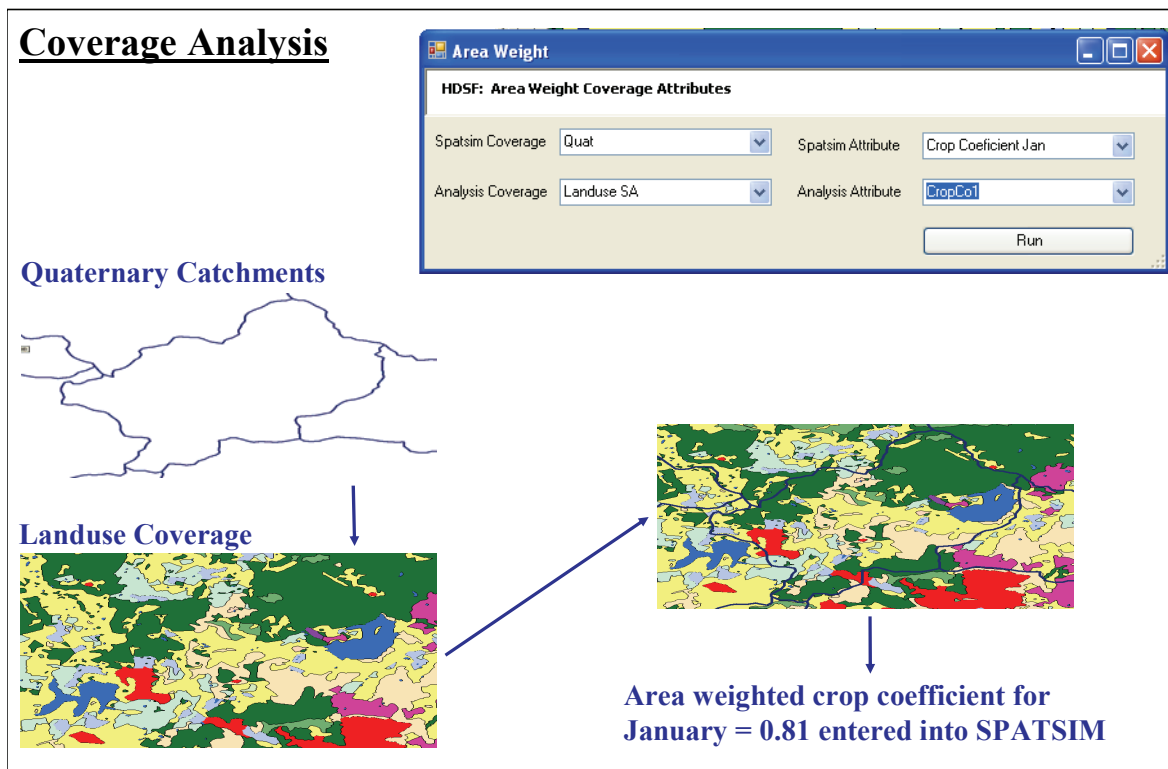 Coverage Analysis
Area Weight
HDSF: Area Weight Coverage Attributes
Spatsim Coverage Quat Spatsim Attribute Crop Coeficient Jan
Analysis Coverage Landuse SA Analysis Attribute CropCo1
Run
Quaternary Catchments
Landuse Coverage
Area weighted crop coefficient for
January = 0.81 entered into SPATSIM